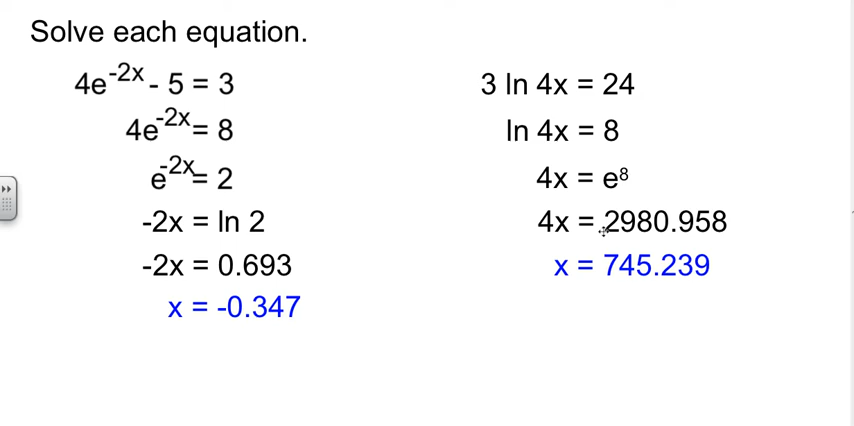 Solve each equation.
4e^-2x - 5 = 3
4e^-2x = 8
e^-2x = 2
-2x = ln 2
-2x = 0.693
x = -0.347
3 ln 4x = 24
ln 4x = 8
4x = e⁸
4x = 2980.958
x = 745.239